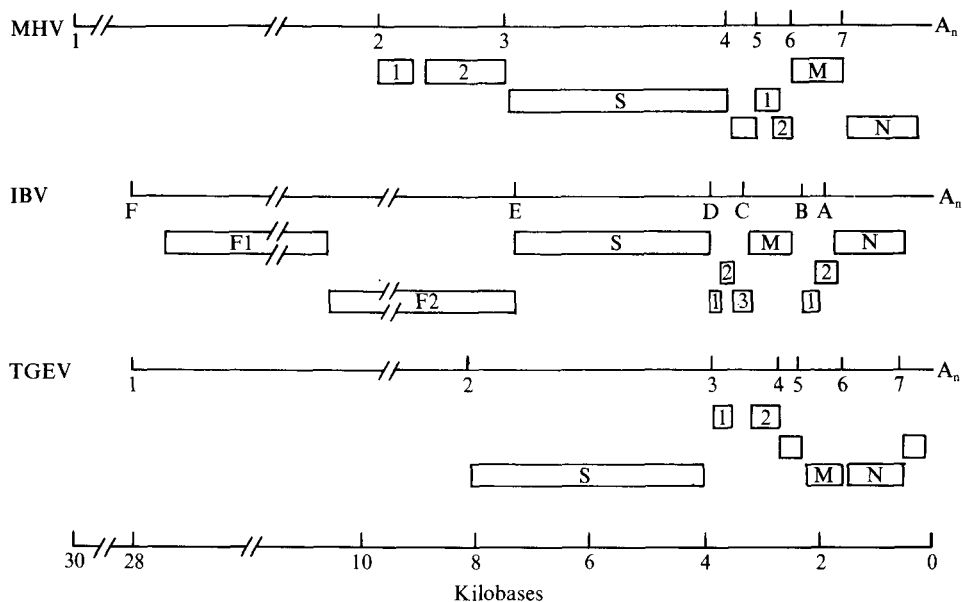 MHV 1 2 3 4 5 6 7 Aₙ
1 2 M
S 1
2 N
IBV F E D C B A Aₙ
F1 S M N
2 2
F2 1 3 1
TGEV 1 2 3 4 5 6 7 Aₙ
1 2
S M N
30 28 10 8 6 4 2 0
Kilobases